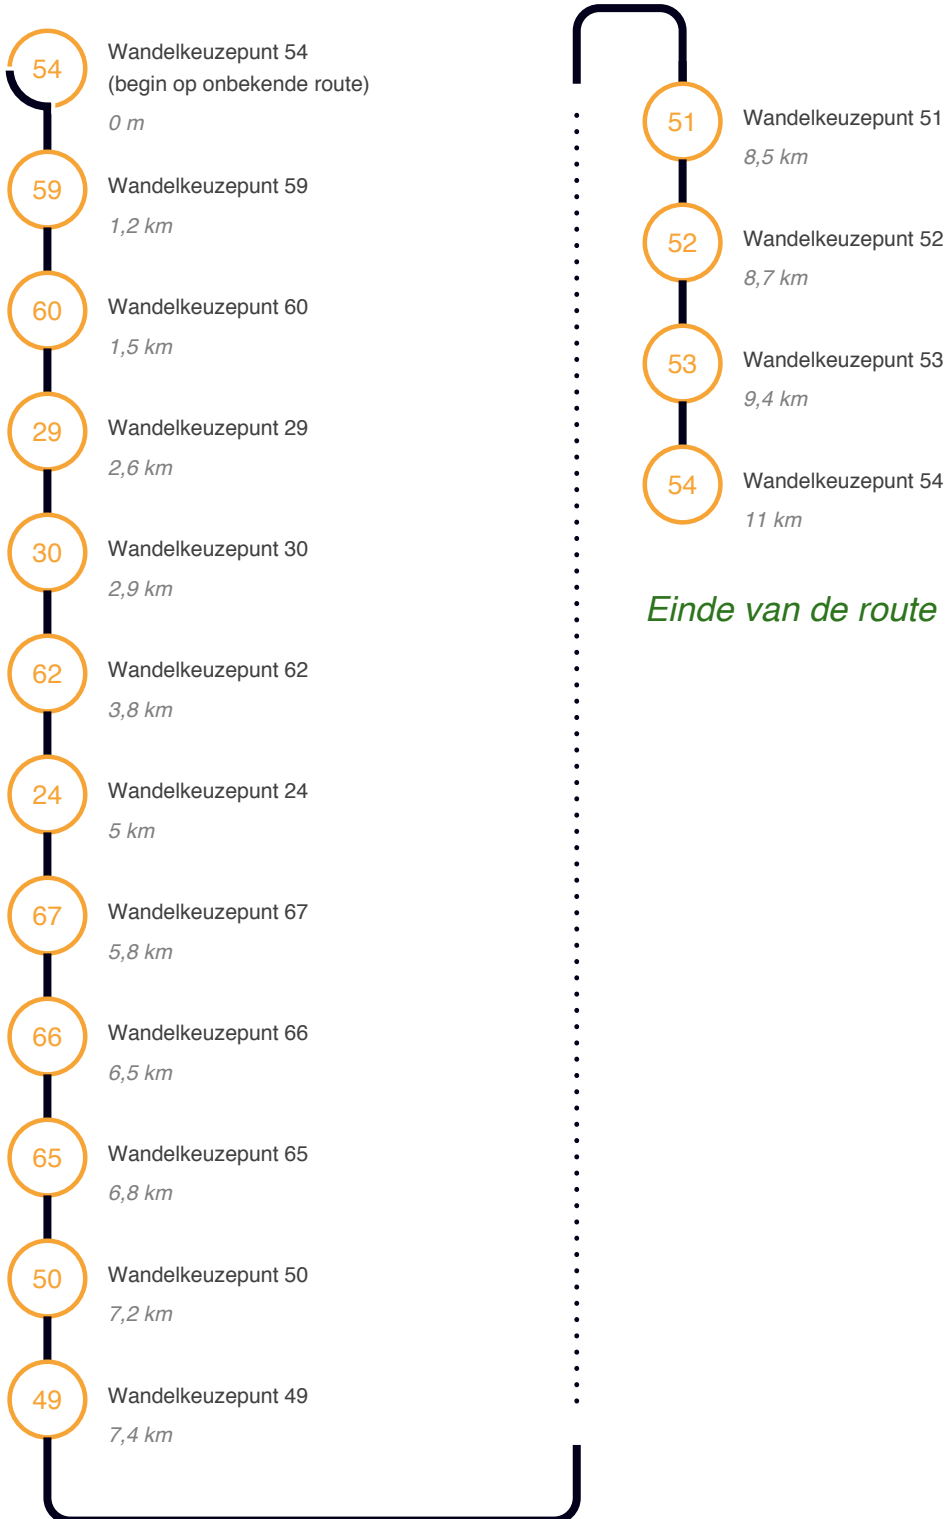 54
Wandelkeuzepunt 54
(begin op onbekende route)
0 m
59
Wandelkeuzepunt 59
1,2 km
60
Wandelkeuzepunt 60
1,5 km
29
Wandelkeuzepunt 29
2,6 km
30
Wandelkeuzepunt 30
2,9 km
62
Wandelkeuzepunt 62
3,8 km
24
Wandelkeuzepunt 24
5 km
67
Wandelkeuzepunt 67
5,8 km
66
Wandelkeuzepunt 66
6,5 km
65
Wandelkeuzepunt 65
6,8 km
50
Wandelkeuzepunt 50
7,2 km
49
Wandelkeuzepunt 49
7,4 km
51
Wandelkeuzepunt 51
8,5 km
52
Wandelkeuzepunt 52
8,7 km
53
Wandelkeuzepunt 53
9,4 km
54
Wandelkeuzepunt 54
11 km
Einde van de route